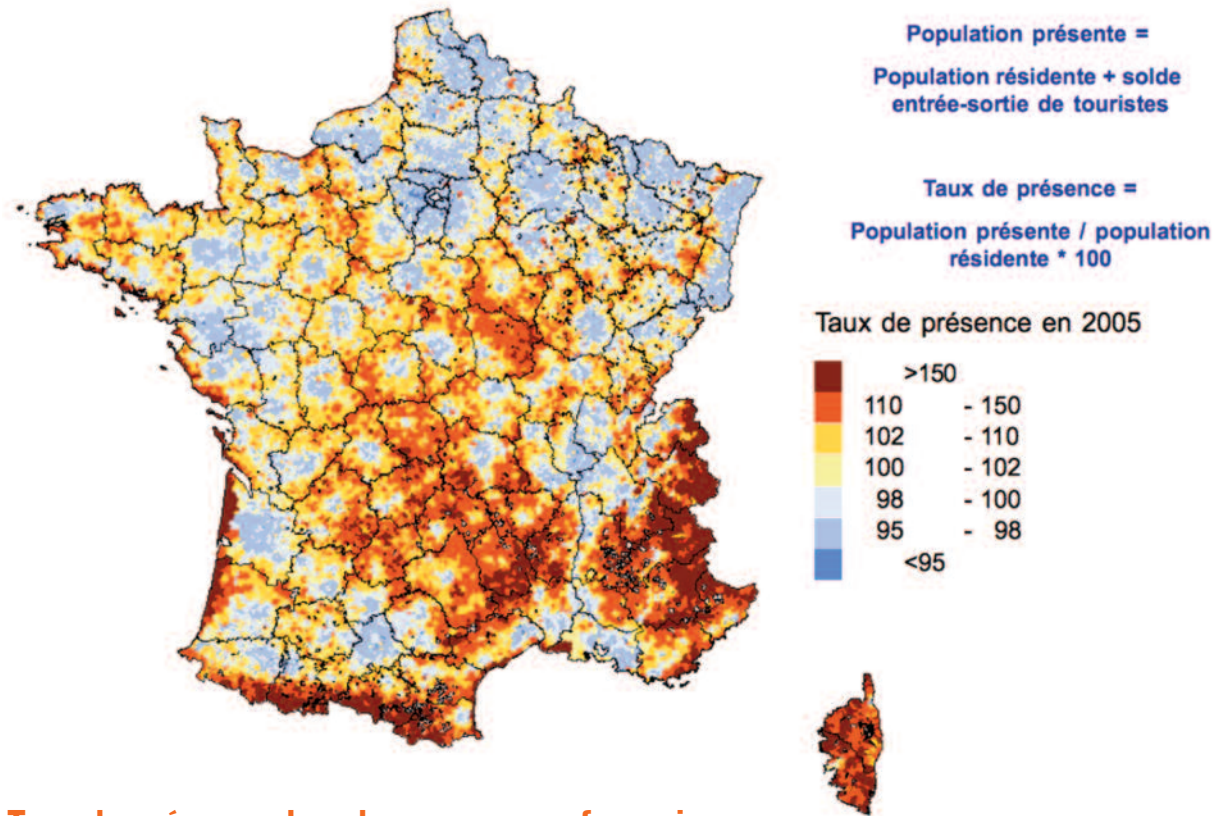 Population présente =
Population résidente + solde
entrée-sortie de touristes
Taux de présence =
Population présente / population
résidente * 100
Taux de présence en 2005
>150
110 - 150
102 - 110
100 - 102
98 - 100
95 - 98
<95